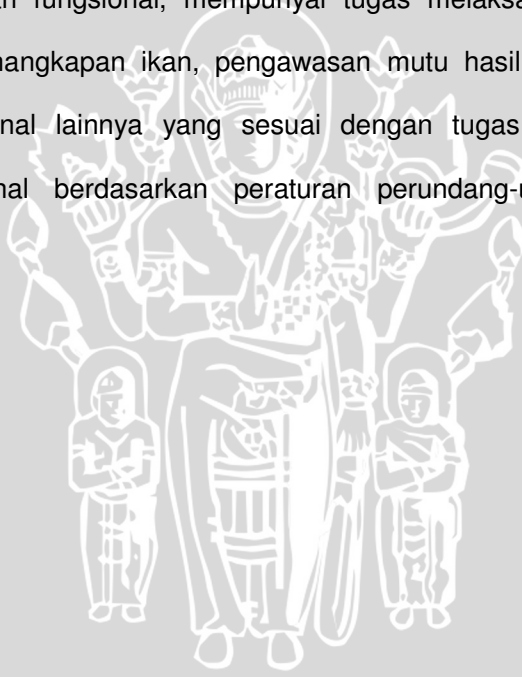 an fungsional, mempunyai tugas melaksa
nangkapan ikan, pengawasan mutu hasil
nal lainnya yang sesuai dengan tugas
nal berdasarkan peraturan perundang-u